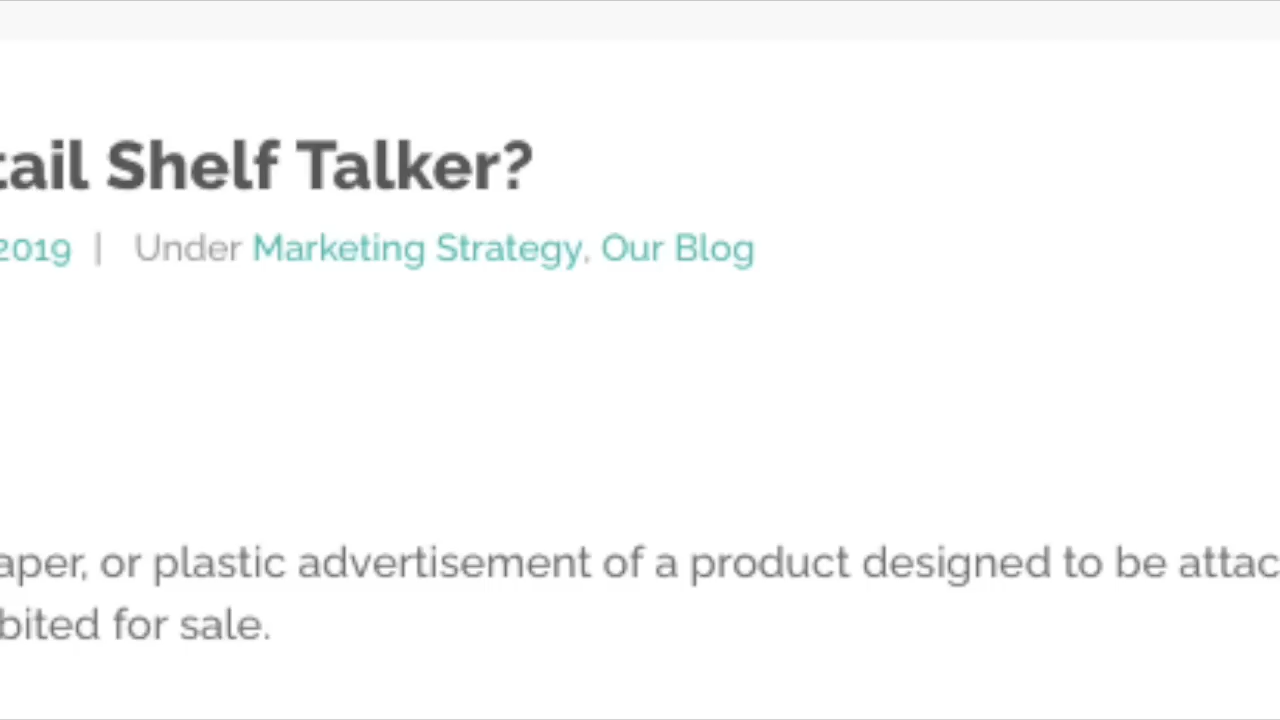 tail Shelf Talker?
2019 | Under Marketing Strategy, Our Blog
aper, or plastic advertisement of a product designed to be attac
bited for sale.